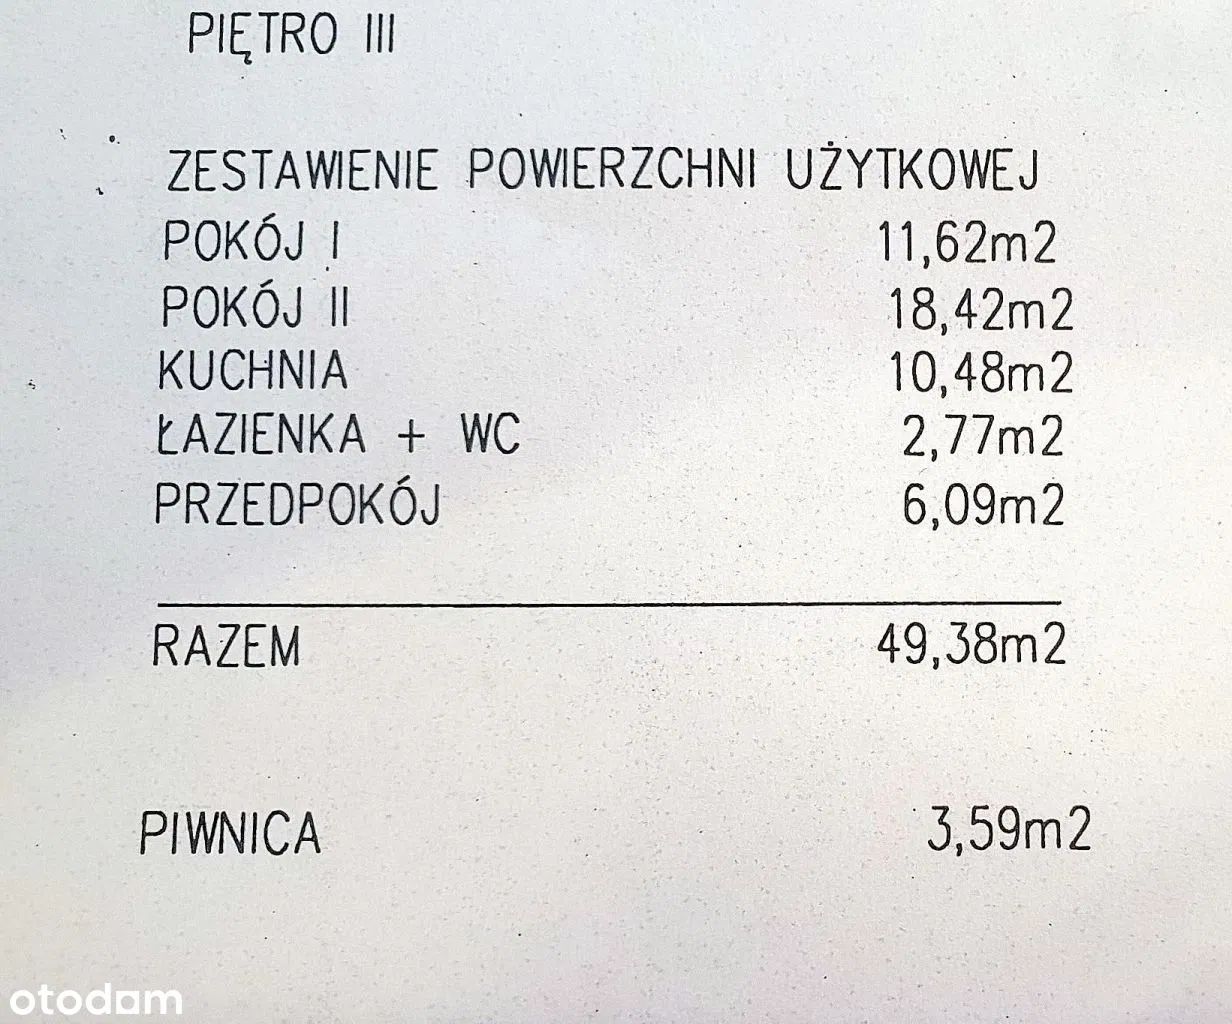 PIĘTRO III
ZESTAWIENIE POWIERZCHNI UŻYTKOWEJ
POKÓJ I 11,62m2
POKÓJ II 18,42m2
KUCHNIA 10,48m2
ŁAZIENKA + WC 2,77m2
PRZEDPOKÓJ 6,09m2
RAZEM 49,38m2
PIWNICA 3,59m2
otodom